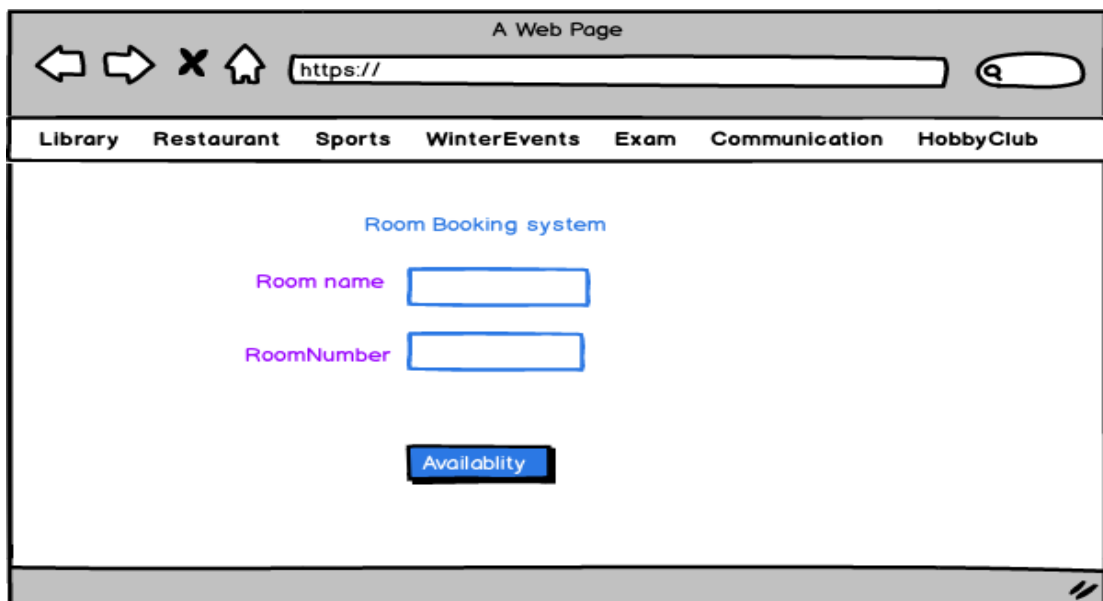 A Web Page
https://
Library Restaurant Sports WinterEvents Exam Communication HobbyClub
Room Booking system
Room name
RoomNumber
Availablity